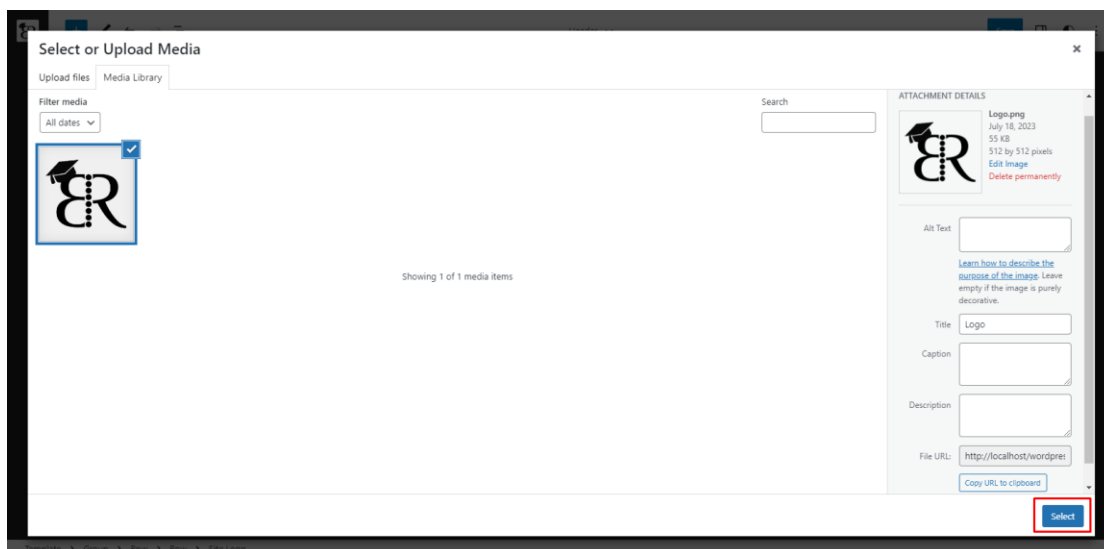 Select or Upload Media
×
Upload files Media Library
Filter media
All dates
Search
Showing 1 of 1 media items
ATTACHMENT DETAILS
Logo.png
July 18, 2023
55 KB
512 by 512 pixels
Edit Image
Delete permanently
Alt Text
Learn how to describe the
purpose of the image. Leave
empty if the image is purely
decorative.
Title Logo
Caption
Description
File URL: http://localhost/wordpre
Copy URL to clipboard
Select